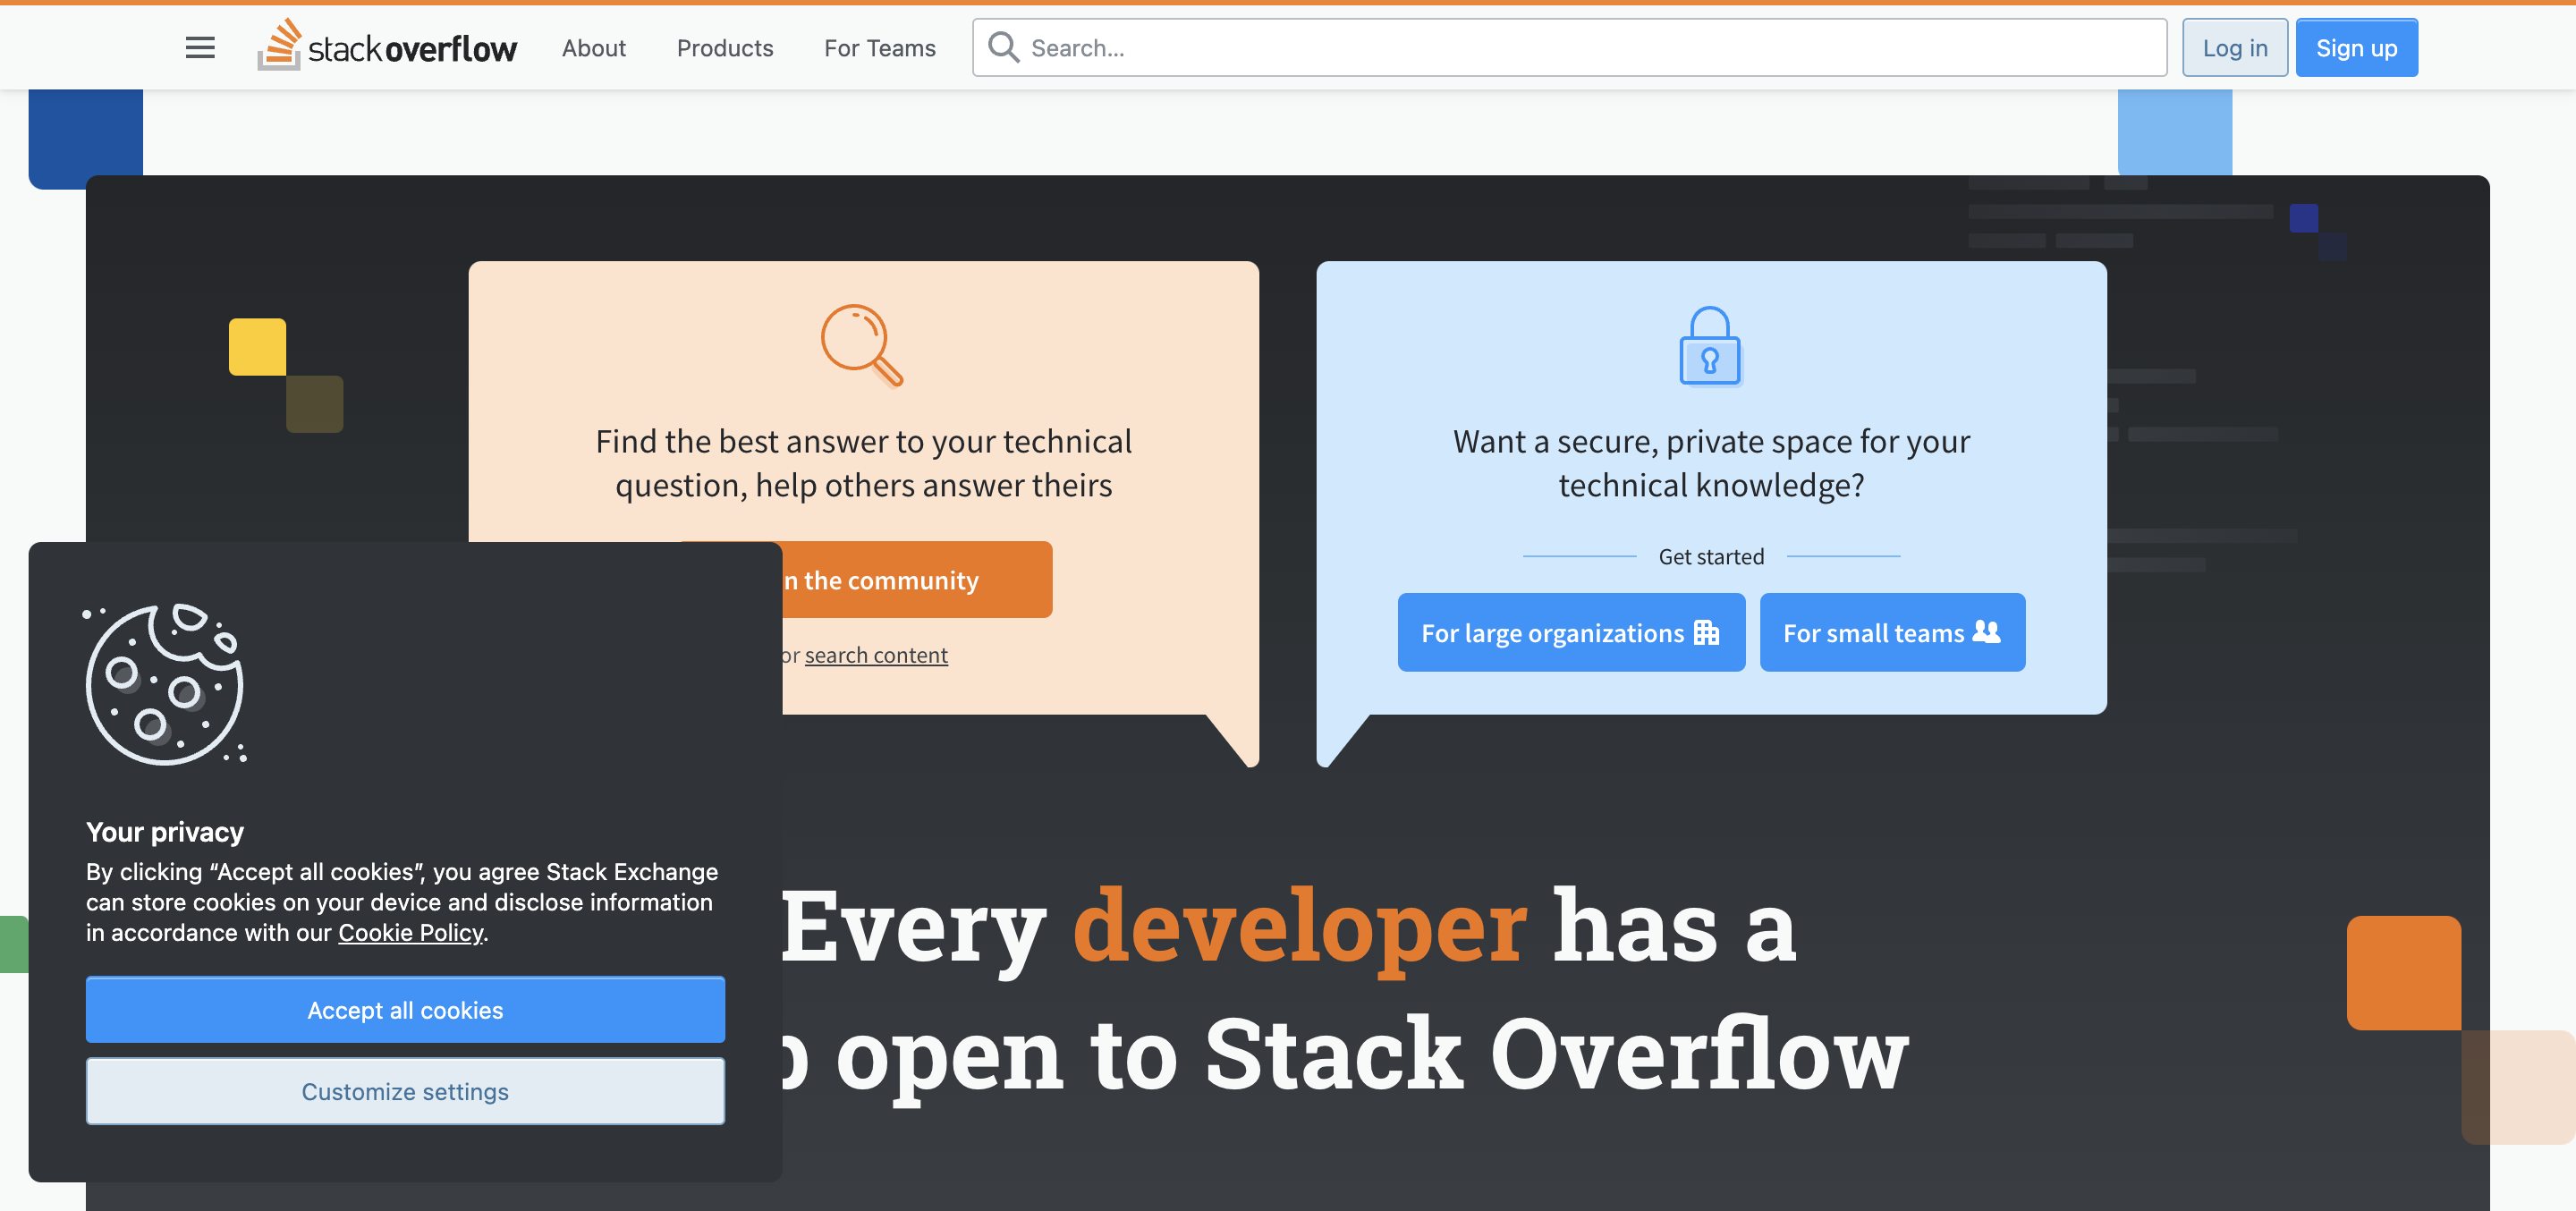 stackoverflow
About
Products
For Teams
Search...
Log in
Sign up
Find the best answer to your technical
question, help others answer theirs
the community
or search content
Want a secure, private space for your
technical knowledge?
Get started
For large organizations
For small teams
Every developer has a
open to Stack Overflow
Your privacy
By clicking “Accept all cookies”, you agree Stack Exchange
can store cookies on your device and disclose information
in accordance with our Cookie Policy.
Accept all cookies
Customize settings